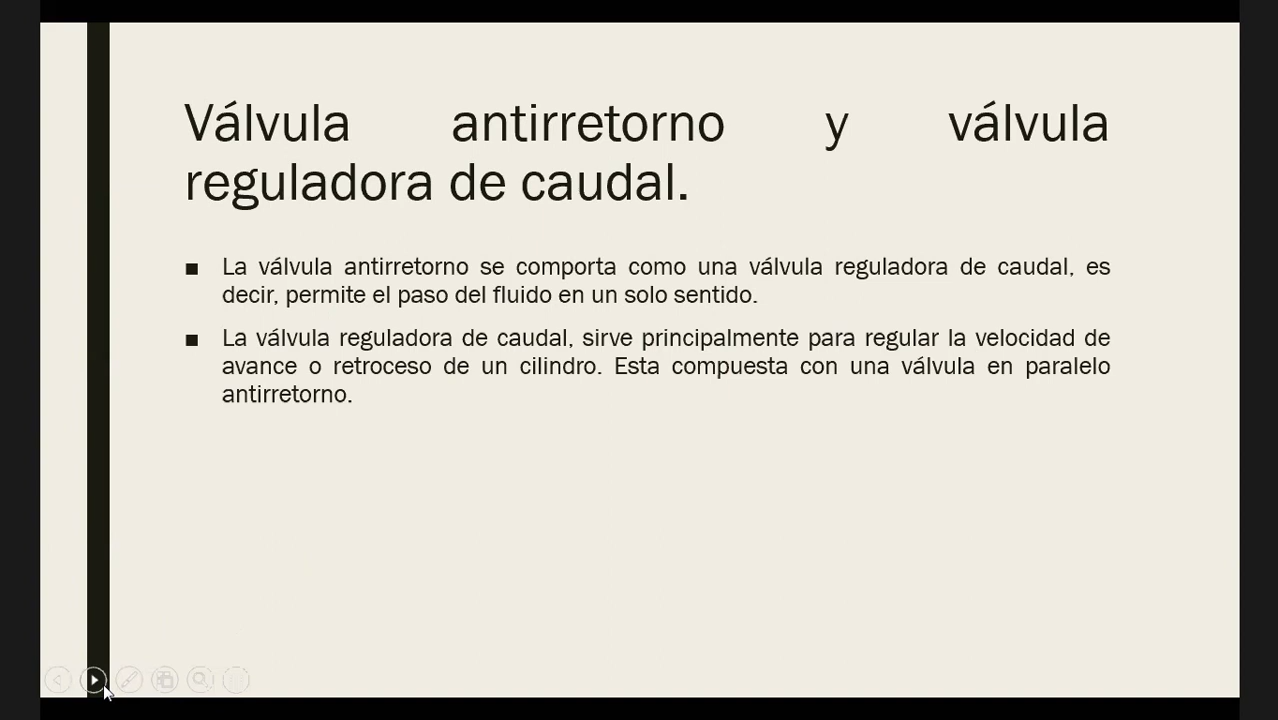 Válvula antirretorno y válvula
reguladora de caudal.
■ La válvula antirretorno se comporta como una válvula reguladora de caudal, es
decir, permite el paso del fluido en un solo sentido.
■ La válvula reguladora de caudal, sirve principalmente para regular la velocidad de
avance o retroceso de un cilindro. Esta compuesta con una válvula en paralelo
antirretorno.